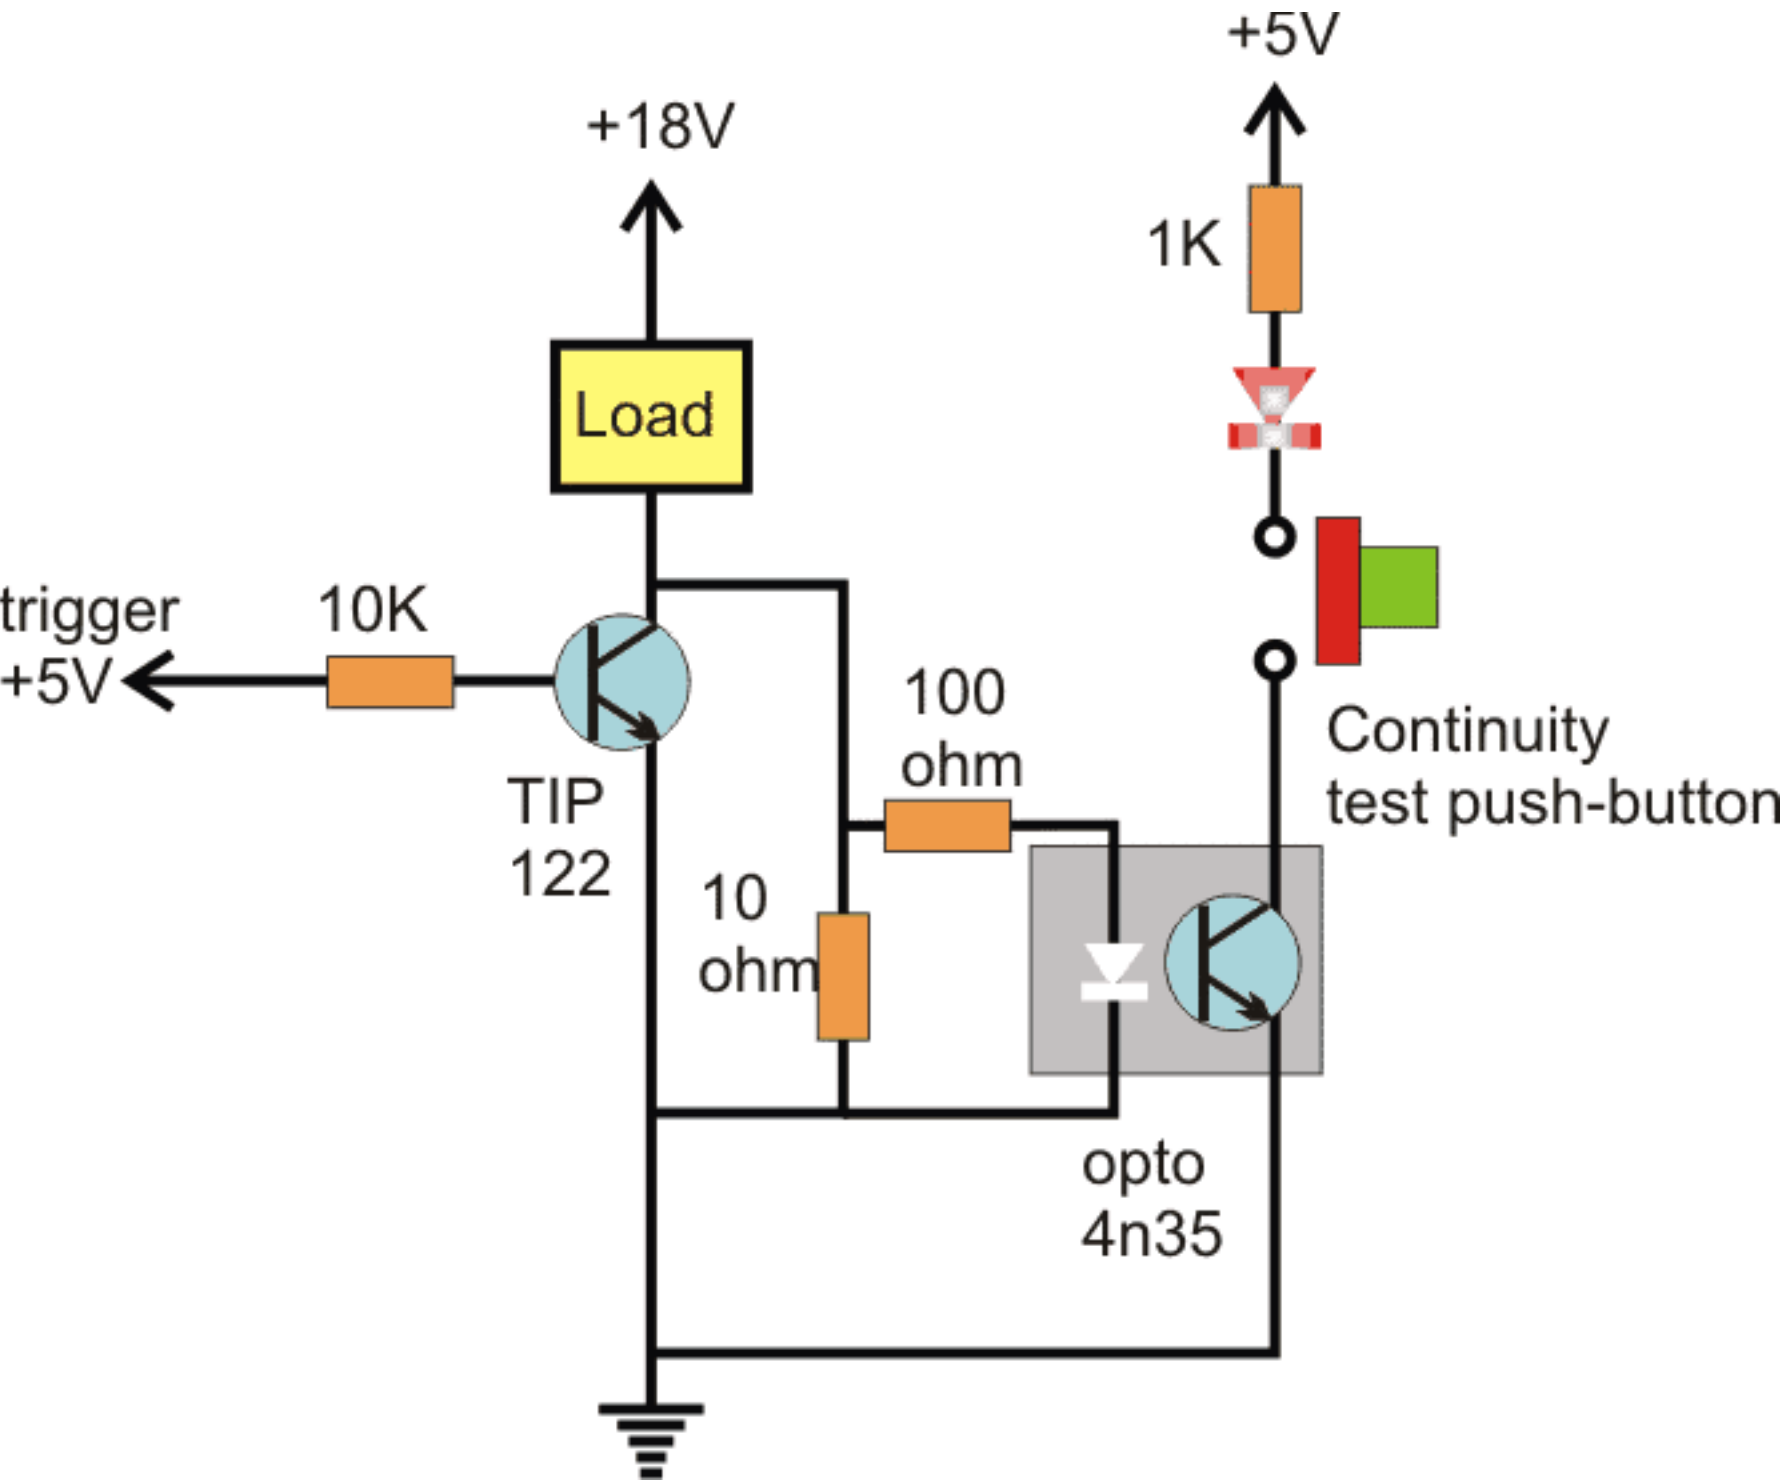 +5V
+18V
1K
Load
trigger
+5V
10K
100
ohm
Continuity
test push-button
TIP
122
10
ohm
opto
4n35